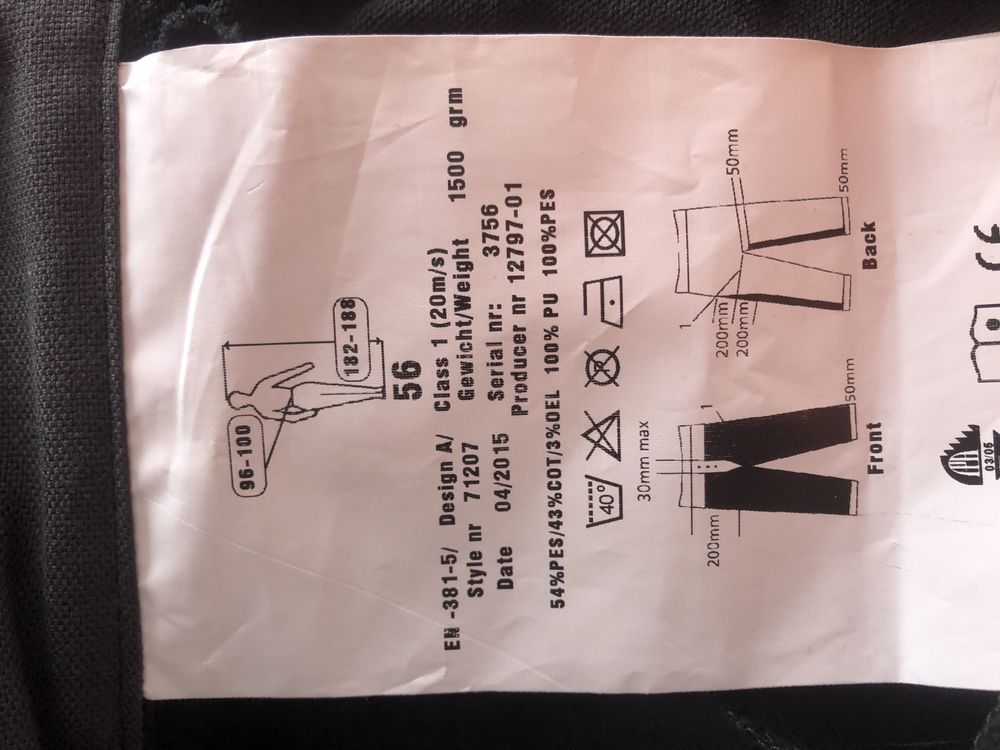 182-188
96-100
56
EN -381-5/ Design A/ Class 1 (20m/s)
Style nr 71207 Gewicht/Weight 1500 grm
Date 04/2015 Serial nr: 3756
Producer nr 12797-01
54%PES/43%COT/3%OEL 100% PU 100%PES
40°
30mm max
1
200mm
50mm
Front
1
200mm
200mm
50mm
50mm
Back
03/06
CE